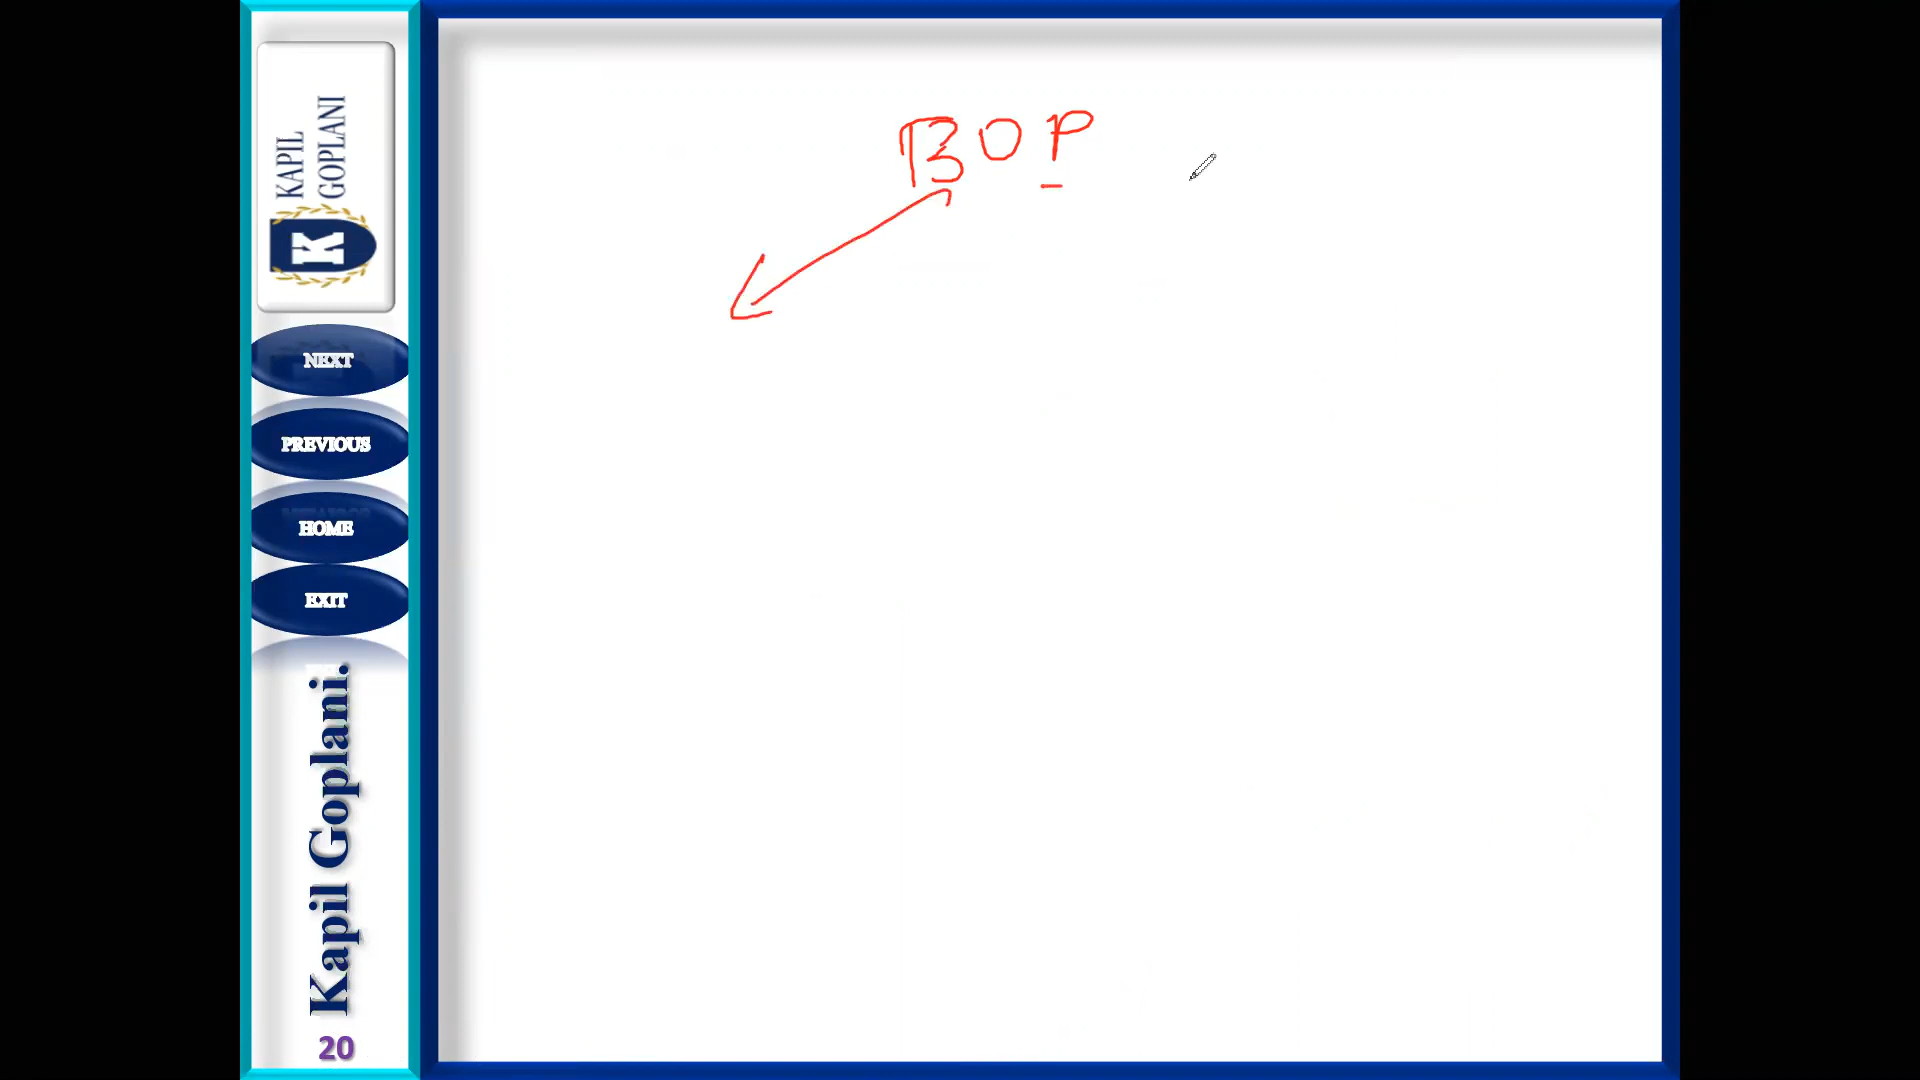 KAPIL
GOPLANI
K
NEXT
PREVIOUS
HOME
EXIT
Kapil Goplani.
20
BOP